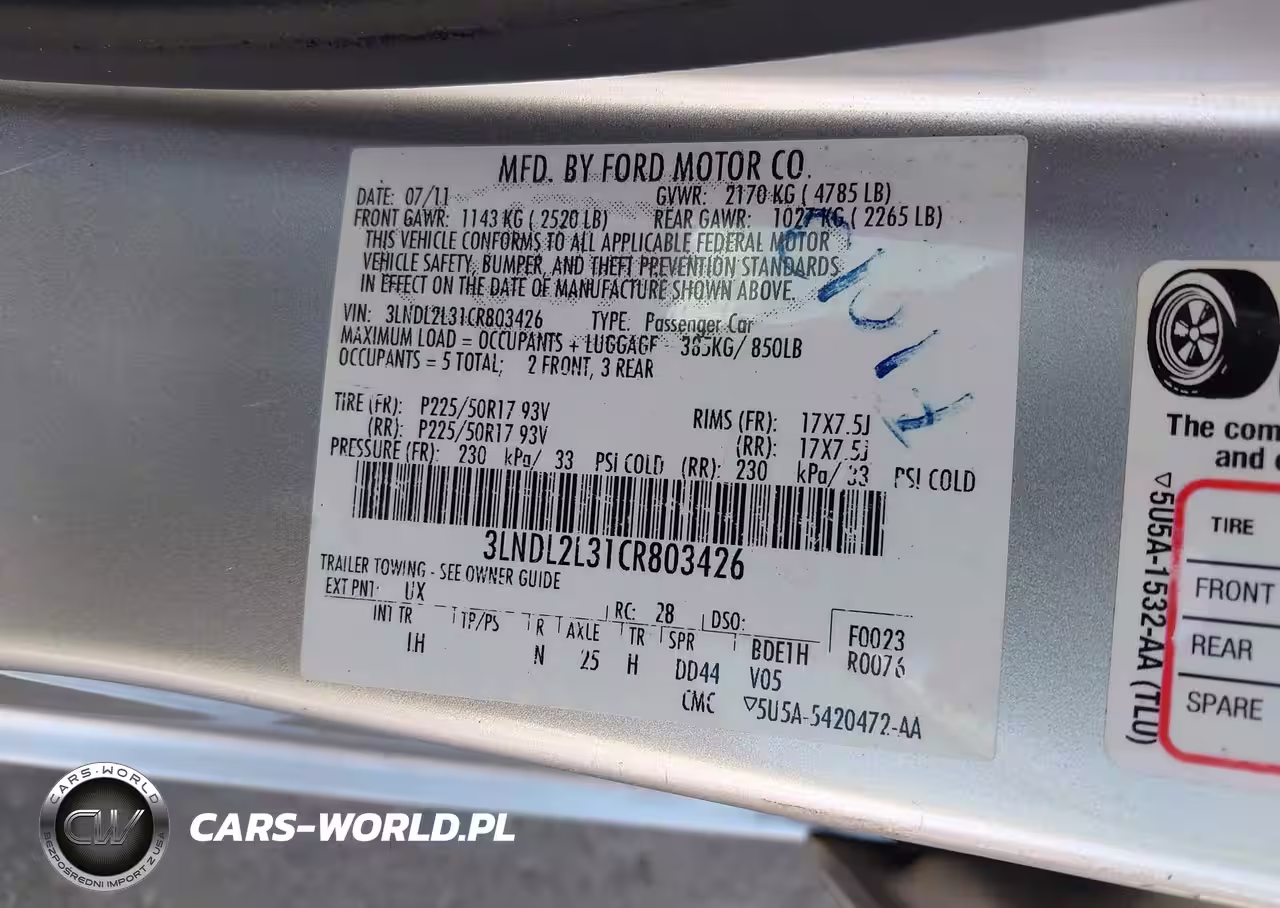 MFD. BY FORD MOTOR CO.
DATE: 07/11 GVWR: 2170 KG ( 4785 LB)
FRONT GAWR: 1143 KG ( 2520 LB) REAR GAWR: 1027 KG ( 2265 LB)
THIS VEHICLE CONFORMS TO ALL APPLICABLE FEDERAL MOTOR
VEHICLE SAFETY, BUMPER, AND THEFT PREVENTION STANDARDS
IN EFFECT ON THE DATE OF MANUFACTURE SHOWN ABOVE.
VIN: 3LNDL2L31CR803426 TYPE: Passenger Car
MAXIMUM LOAD = OCCUPANTS + LUGGAGE 385KG/ 850LB
OCCUPANTS = 5 TOTAL; 2 FRONT, 3 REAR
TIRE (FR): P225/50R17 93V RIMS (FR): 17X7.5J
(RR): P225/50R17 93V (RR): 17X7.5J
PRESSURE (FR): 230 kPa/ 33 PSI COLD (RR): 230 kPa/ 33 PSI COLD
3LNDL2L31CR803426
TRAILER TOWING - SEE OWNER GUIDE
EXT PNT: UX RC: 28 DSO:
INT TR TP/PS R AXLE TR SPR BDE1H F0023
IH N 25 H DD44 V05 R0076
CMC ▽5U5A-5420472-AA
The com
and
▽5U5A-1532-AA (TLU)
TIRE
FRONT
REAR
SPARE
CARS-WORLD
CW
BEZPOŚREDNI IMPORT Z USA
CARS-WORLD.PL